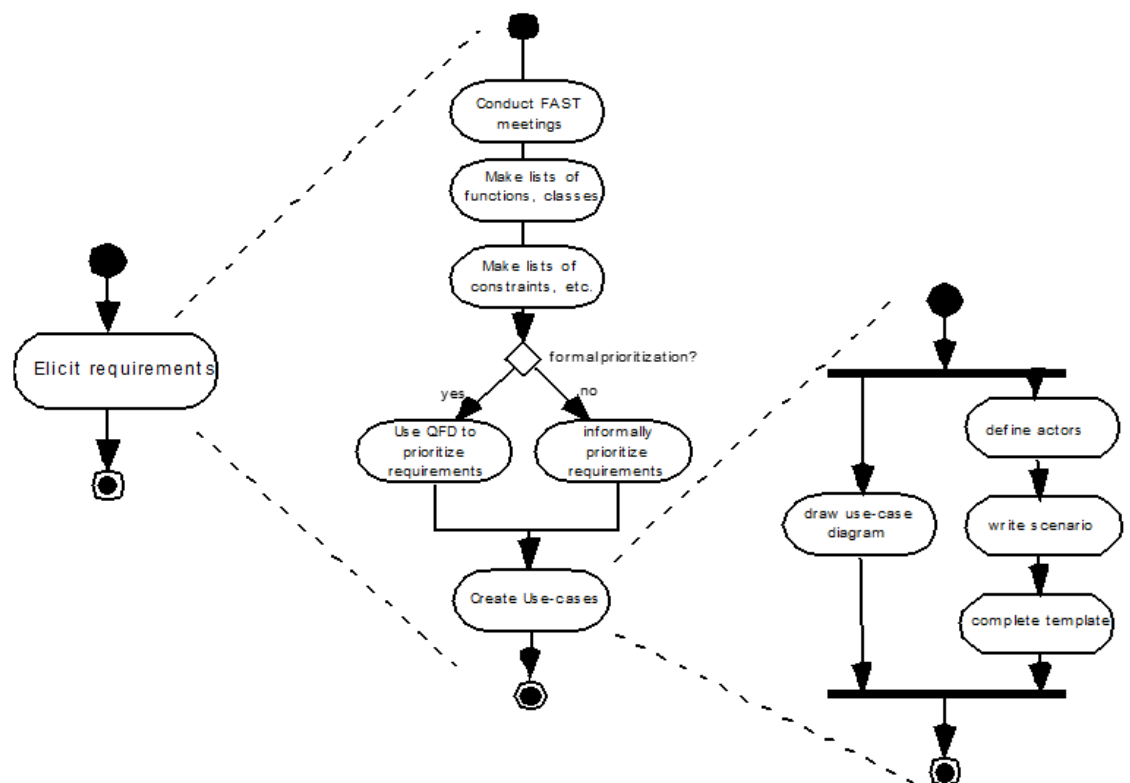 Conduct FAST
meetings
Make lists of
functions, classes
Make lists of
constraints, etc.
formal prioritization?
yes
no
Use QFD to
prioritize
requirements
informally
prioritize
requirements
Create Use-cases
Elicit requirements
define actors
draw use-case
diagram
write scenario
complete template